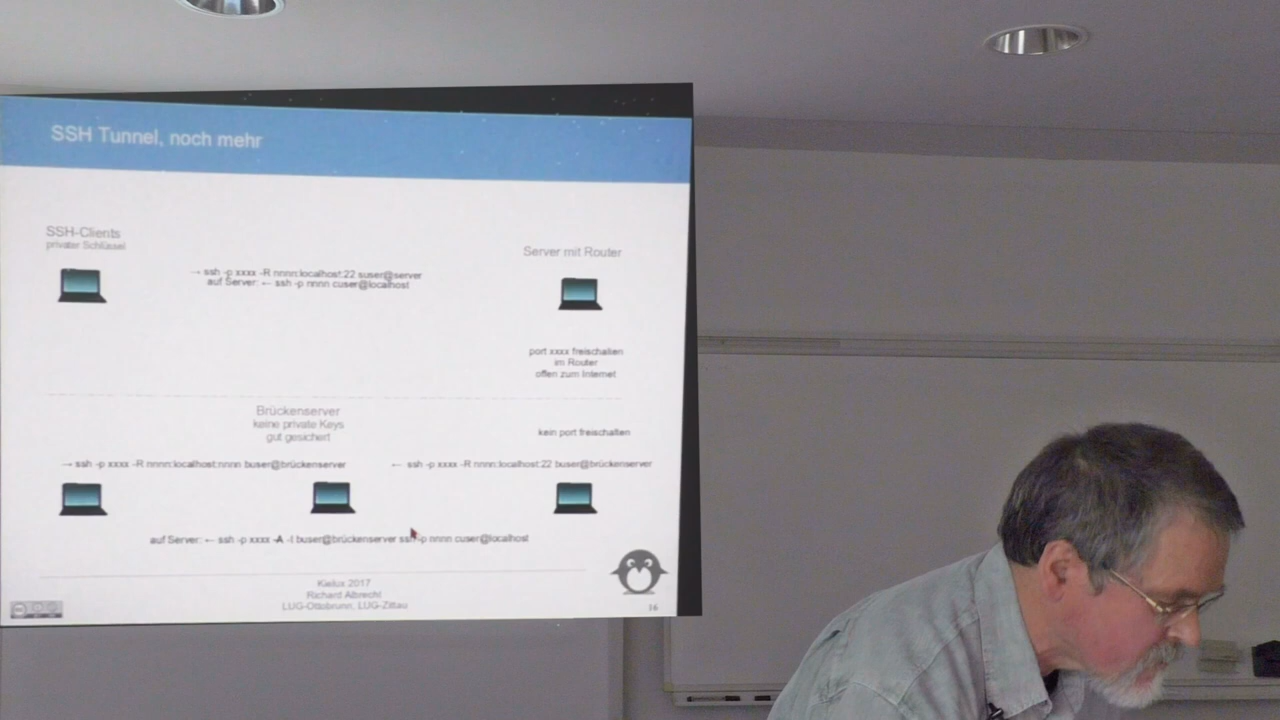 SSH Tunnel, noch mehr
SSH-Clients
privater Schlüssel
Server mit Router
→ ssh -p xxxx -R nnnn:localhost:22 suser@server
auf Server: ← ssh -p nnnn cuser@localhost
port xxxx freischalten
im Router
offen zum Internet
Brückenserver
keine private Keys
gut gesichert
kein port freischalten
→ ssh -p xxxx -R nnnn:localhost:nnnn buser@brückenserver
← ssh -p xxxx -R nnnn:localhost:22 buser@brückenserver
auf Server: ← ssh -p xxxx -A -t buser@brückenserver ssh -p nnnn cuser@localhost
Kielux 2017
Richard Albrecht
LUG-Ottobrunn, LUG-Zittau
16